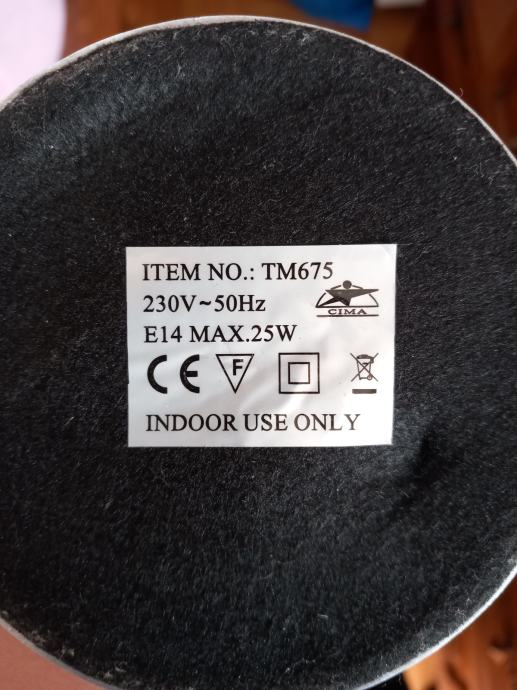 ITEM NO.: TM675
230V~50Hz
CIMA
E14 MAX.25W
CE F
INDOOR USE ONLY